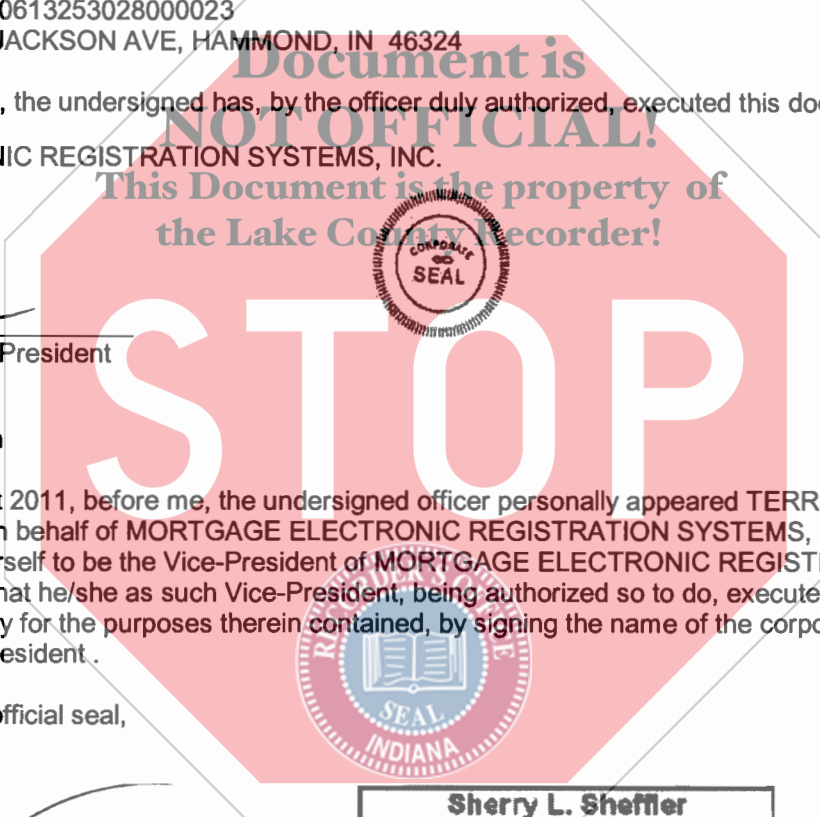 0613253028000023
JACKSON AVE, HAMMOND, IN 46324
Document is
, the undersigned has, by the officer duly authorized, executed this doc
NOT OFFICIAL!
NIC REGISTRATION SYSTEMS, INC.
This Document is the property of
the Lake County Recorder!
CORPORATE
SEAL
STOP
President
t 2011, before me, the undersigned officer personally appeared TERR
n behalf of MORTGAGE ELECTRONIC REGISTRATION SYSTEMS,
rself to be the Vice-President of MORTGAGE ELECTRONIC REGIST
hat he/she as such Vice-President, being authorized so to do, execute
y for the purposes therein contained, by signing the name of the corpo
esident .
RECORDER'S OFFICE
SEAL
INDIANA
official seal,
Sherry L. Sheffler